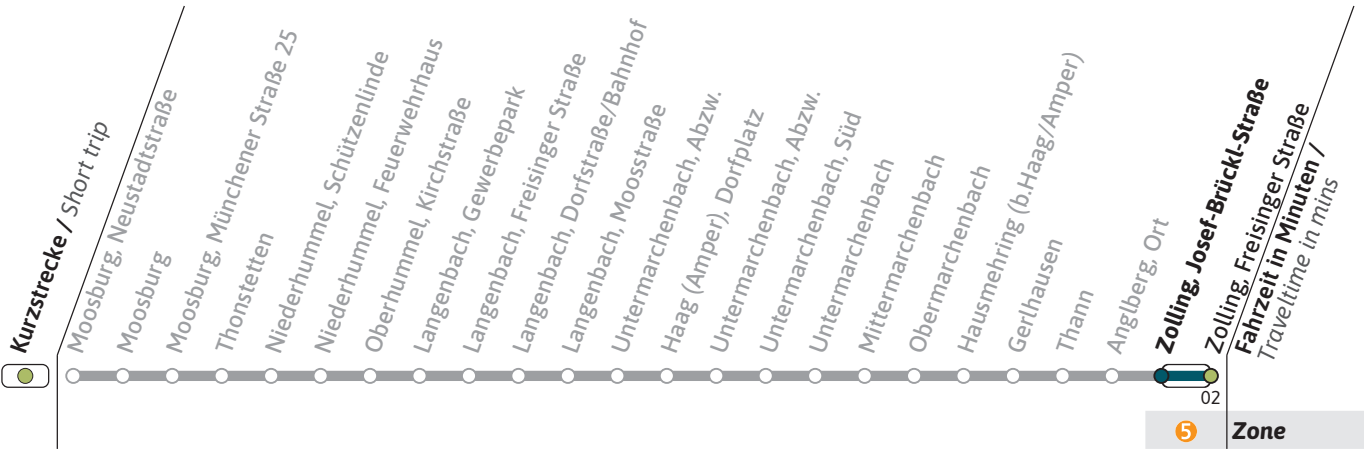 Kurzstrecke / Short trip
Moosburg, Neustadtstraße
Moosburg
Moosburg, Münchener Straße 25
Thonstetten
Niederhummel, Schützenlinde
Niederhummel, Feuerwehrhaus
Oberhummel, Kirchstraße
Langenbach, Gewerbepark
Langenbach, Freisinger Straße
Langenbach, Dorfstraße/Bahnhof
Langenbach, Moosstraße
Untermarchenbach, Abzw.
Haag (Amper), Dorfplatz
Untermarchenbach, Abzw.
Untermarchenbach, Süd
Untermarchenbach
Mittermarchenbach
Obermarchenbach
Hausmehring (b.Haag/Amper)
Gerlhausen
Thann
Anglberg, Ort
Zolling, Josef-Brückl-Straße
Zolling, Freisinger Straße
Fahrzeit in Minuten /
Traveltime in mins
02
5 Zone